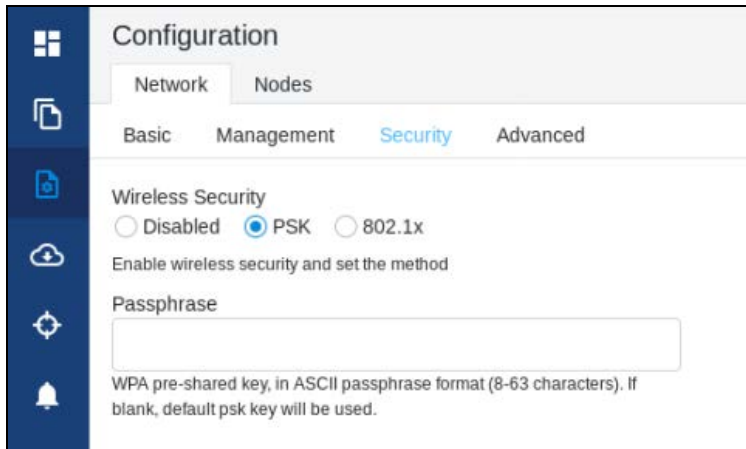 Configuration
Network Nodes
Basic Management Security Advanced
Wireless Security
Disabled PSK 802.1x
Enable wireless security and set the method
Passphrase
WPA pre-shared key, in ASCII passphrase format (8-63 characters). If
blank, default psk key will be used.